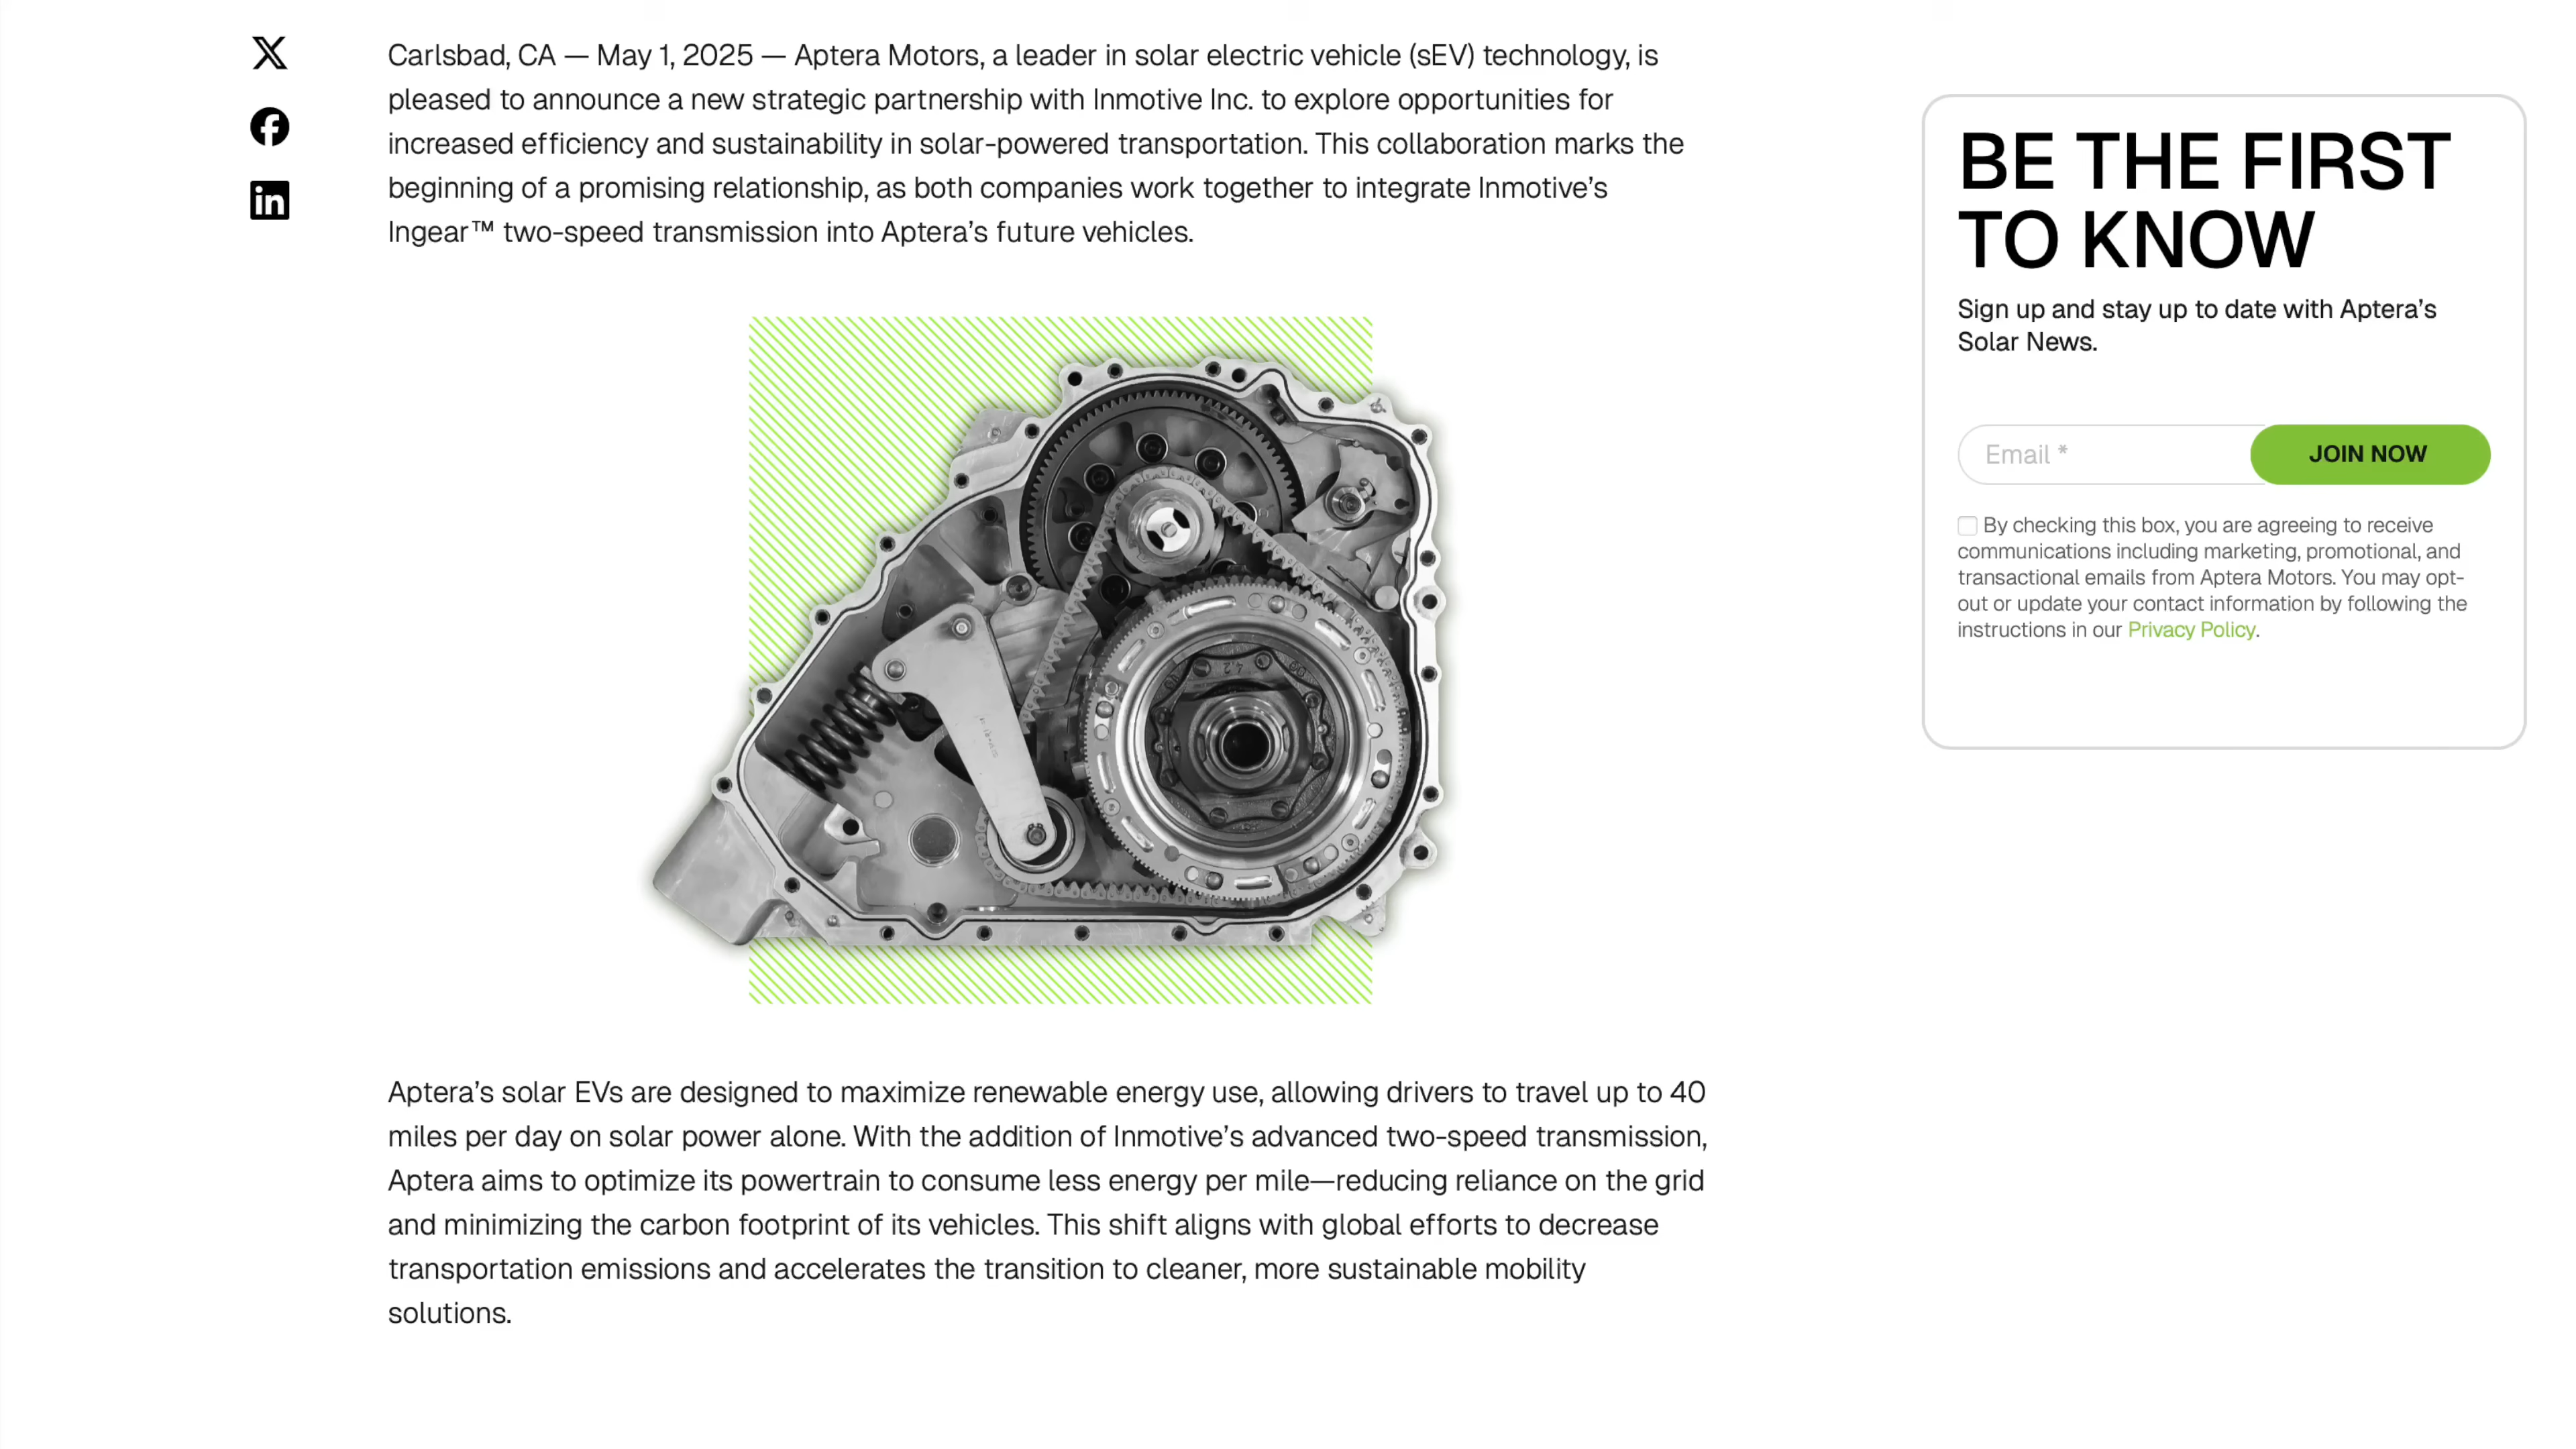 Carlsbad, CA — May 1, 2025 — Aptera Motors, a leader in solar electric vehicle (sEV) technology, is
pleased to announce a new strategic partnership with Inmotive Inc. to explore opportunities for
increased efficiency and sustainability in solar-powered transportation. This collaboration marks the
beginning of a promising relationship, as both companies work together to integrate Inmotive’s
Ingear™ two-speed transmission into Aptera’s future vehicles.
Aptera’s solar EVs are designed to maximize renewable energy use, allowing drivers to travel up to 40
miles per day on solar power alone. With the addition of Inmotive’s advanced two-speed transmission,
Aptera aims to optimize its powertrain to consume less energy per mile—reducing reliance on the grid
and minimizing the carbon footprint of its vehicles. This shift aligns with global efforts to decrease
transportation emissions and accelerates the transition to cleaner, more sustainable mobility
solutions.
BE THE FIRST
TO KNOW
Sign up and stay up to date with Aptera’s
Solar News.
Email *
JOIN NOW
By checking this box, you are agreeing to receive
communications including marketing, promotional, and
transactional emails from Aptera Motors. You may opt-
out or update your contact information by following the
instructions in our Privacy Policy.